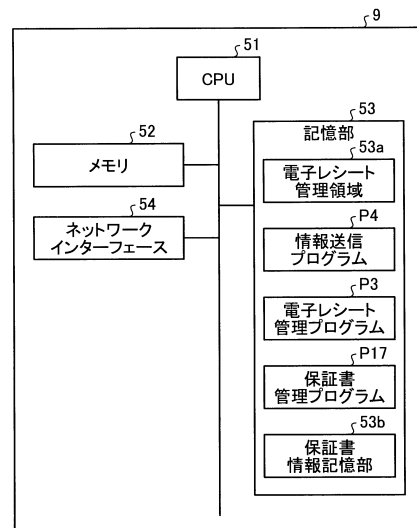 9
51
CPU
52
メモリ
54
ネットワーク
インターフェース
53
記憶部
53a
電子レシート
管理領域
P4
情報送信
プログラム
P3
電子レシート
管理プログラム
P17
保証書
管理プログラム
53b
保証書
情報記憶部